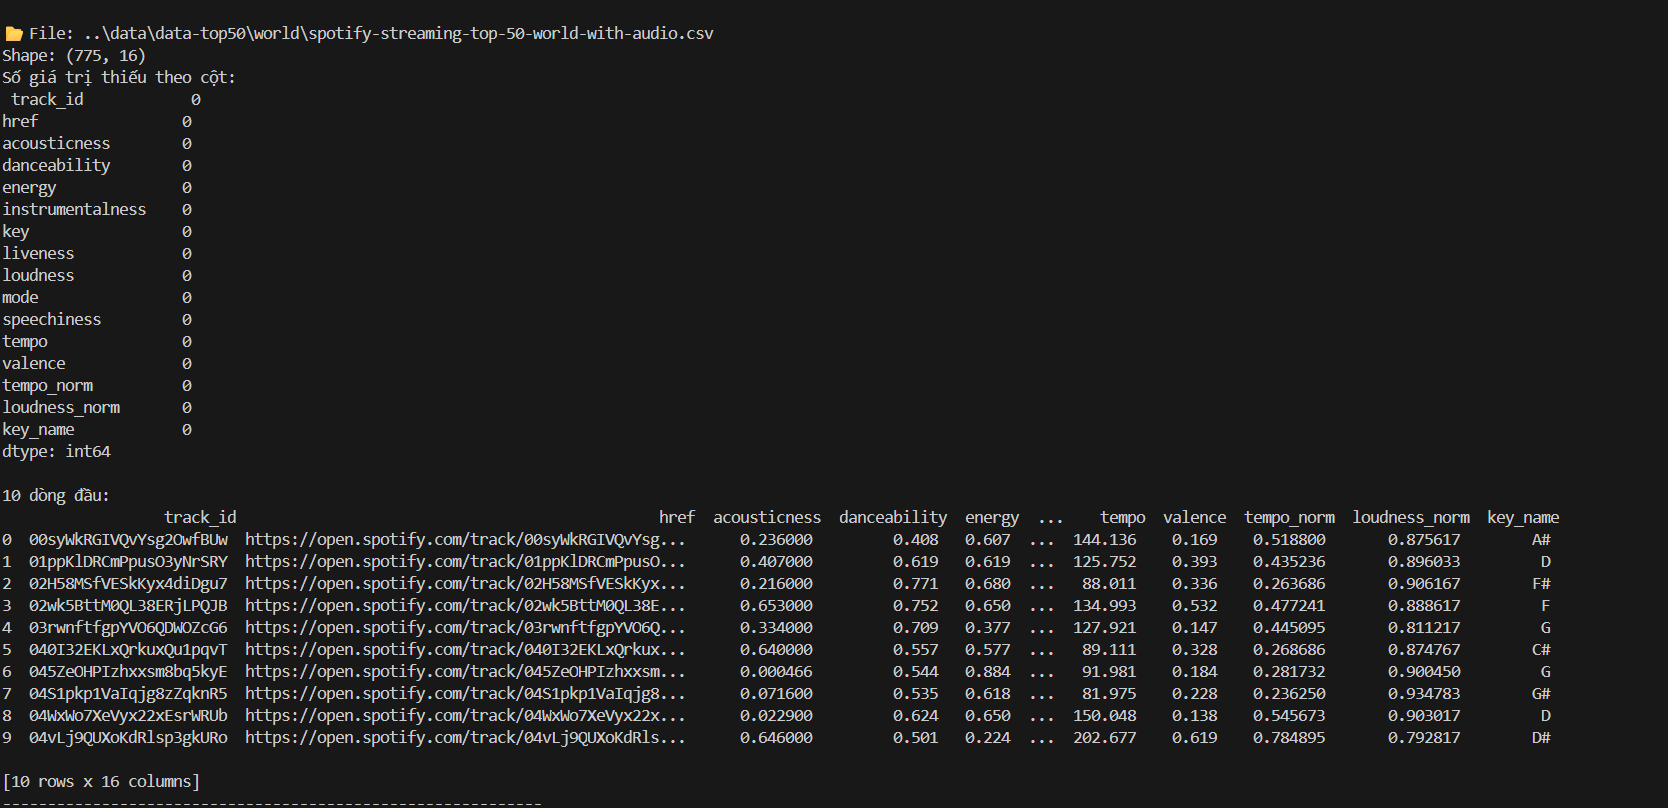 📂 File: ..\data\data-top50\world\spotify-streaming-top-50-world-with-audio.csv
Shape: (775, 16)
Số giá trị thiếu theo cột:
track_id 0
href 0
acousticness 0
danceability 0
energy 0
instrumentalness 0
key 0
liveness 0
loudness 0
mode 0
speechiness 0
tempo 0
valence 0
tempo_norm 0
loudness_norm 0
key_name 0
dtype: int64
10 dòng đầu:
track_id href acousticness danceability energy ... tempo valence tempo_norm loudness_norm key_name
0 00syWkRGIVQvYsg2OwfBUw https://open.spotify.com/track/00syWkRGIVQvYsg... 0.236000 0.408 0.607 ... 144.136 0.169 0.518800 0.875617 A#
1 01ppKlDRCmPpusO3yNrSRY https://open.spotify.com/track/01ppKlDRCmPpusO... 0.407000 0.619 0.619 ... 125.752 0.393 0.435236 0.896033 D
2 02H58MSfVESkKyx4diDgu7 https://open.spotify.com/track/02H58MSfVESkKyx... 0.216000 0.771 0.680 ... 88.011 0.336 0.263686 0.906167 F#
3 02wk5BttM0QL38ERjLPQJB https://open.spotify.com/track/02wk5BttM0QL38E... 0.653000 0.752 0.650 ... 134.993 0.532 0.477241 0.888617 F
4 03rwnftfgpYVO6QDWOZcG6 https://open.spotify.com/track/03rwnftfgpYVO6Q... 0.334000 0.709 0.377 ... 127.921 0.147 0.445095 0.811217 G
5 040I32EKLxQrkuxQu1pqvT https://open.spotify.com/track/040I32EKLxQrkux... 0.640000 0.557 0.577 ... 89.111 0.328 0.268686 0.874767 C#
6 045ZeOHPIzhxxsm8bq5kyE https://open.spotify.com/track/045ZeOHPIzhxxsm... 0.000466 0.544 0.884 ... 91.981 0.184 0.281732 0.900450 G
7 04S1pkp1VaIqjg8zZqknR5 https://open.spotify.com/track/04S1pkp1VaIqjg8... 0.071600 0.535 0.618 ... 81.975 0.228 0.236250 0.934783 G#
8 04WxWo7XeVyx22xEsrWRUb https://open.spotify.com/track/04WxWo7XeVyx22x... 0.022900 0.624 0.650 ... 150.048 0.138 0.545673 0.903017 D
9 04vLj9QUXoKdRlsp3gkURo https://open.spotify.com/track/04vLj9QUXoKdRls... 0.646000 0.501 0.224 ... 202.677 0.619 0.784895 0.792817 D#
[10 rows x 16 columns]
------------------------------------------------------------